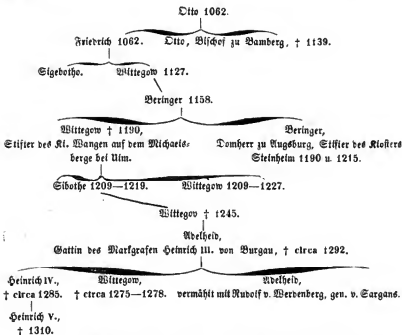 Otto 1062.
Friedrich 1062. Otto, Bischof zu Bamberg, † 1139.
Sigebotho. Wittegow 1127.
Beringer 1158.
Wittegow † 1190, Beringer,
Stifter des Kl. Wangen auf dem Michaels- Domherr zu Augsburg, Stifter des Klosters
berge bei Ulm. Steinheim 1190 u. 1215.
Sibothe 1209—1219. Wittegow 1209—1227.
Wittegov † 1245.
Adelheid,
Gattin des Markgrafen Heinrich III. von Burgau, † circa 1292.
Heinrich IV., Wittegow, Adelheid,
† circa 1285. † circa 1275—1278. vermählt mit Rudolf v. Werdenberg, gen. v. Sargans.
Heinrich V.,
† 1310.